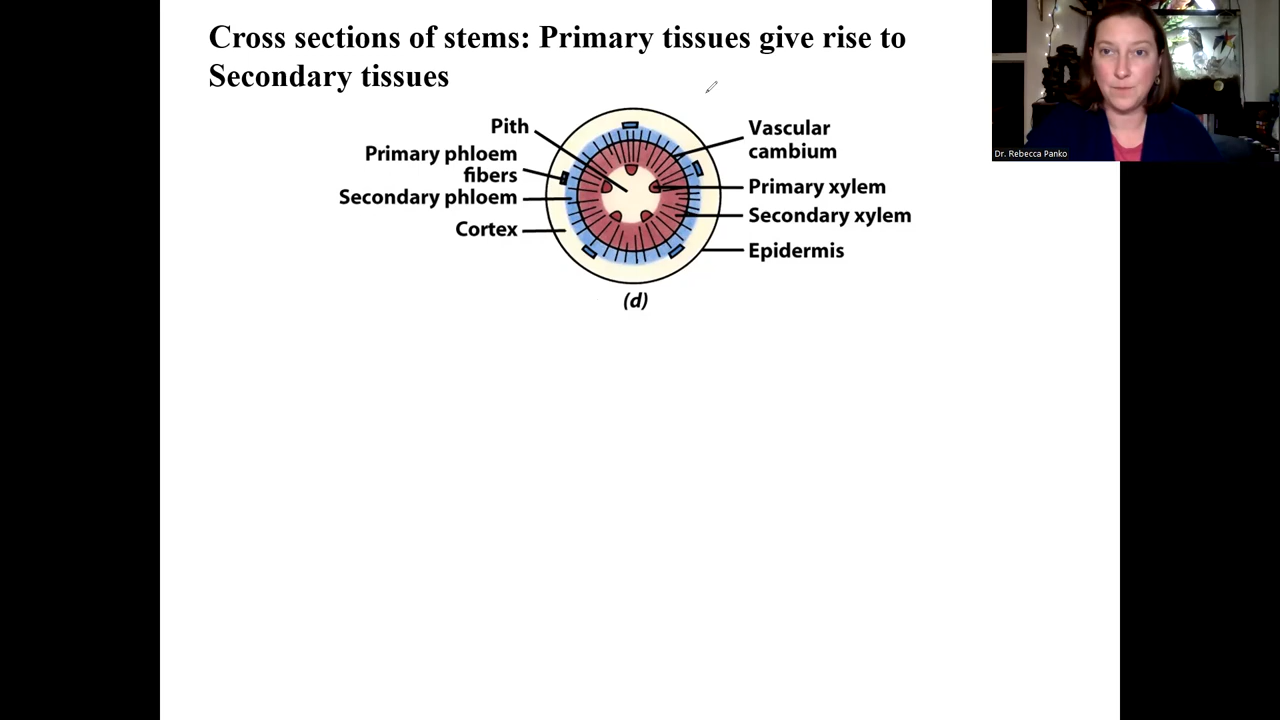 Cross sections of stems: Primary tissues give rise to
Secondary tissues
Pith
Primary phloem
fibers
Secondary phloem
Cortex
Vascular
cambium
Primary xylem
Secondary xylem
Epidermis
(d)
Dr. Rebecca Panko